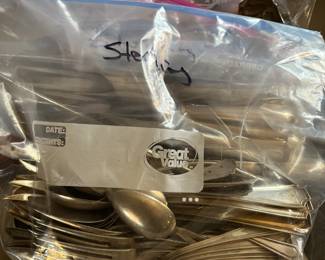 Sterling
DATE:
Great
Value